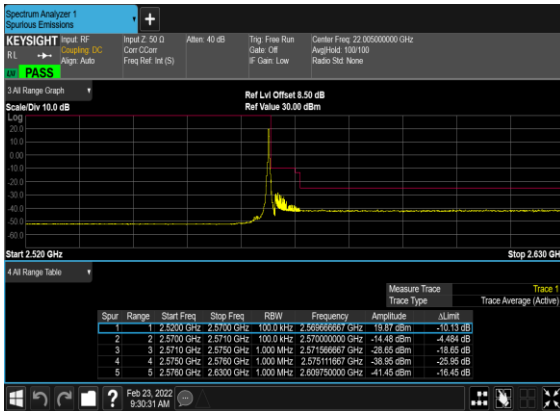 Spectrum Analyzer 1
Spurious Emissions
+
KEYSIGHT Input: RF Input Z: 50 Ω Atten: 40 dB Trig: Free Run Center Freq: 22.005000000 GHz
RL Coupling: DC Corr CCorr Gate: Off Avg|Hold: 100/100
Align: Auto Freq Ref: Int (S) IF Gain: Low Radio Std: None
PASS
3 All Range Graph
Ref Lvl Offset 8.50 dB
Scale/Div 10.0 dB Ref Value 30.00 dBm
Log
20.0
10.0
0.00
-10.0
-20.0
-30.0
-40.0
-50.0
-60.0
Start 2.520 GHz Stop 2.630 GH
4 All Range Table
Measure Trace Trace 1
Trace Type Trace Average (Active)
Spur Range Start Freq Stop Freq RBW Frequency Amplitude ΔLimit
1 1 2.5200 GHz 2.5700 GHz 100.0 kHz 2.569666667 GHz 19.87 dBm -10.13 dB
2 2 2.5700 GHz 2.5710 GHz 100.0 kHz 2.570000000 GHz -14.48 dBm -4.484 dB
3 3 2.5710 GHz 2.5750 GHz 1.000 MHz 2.571566667 GHz -28.65 dBm -18.65 dB
4 4 2.5750 GHz 2.5760 GHz 1.000 MHz 2.575111667 GHz -38.95 dBm -25.95 dB
5 5 2.5760 GHz 2.6300 GHz 1.000 MHz 2.609750000 GHz -41.45 dBm -16.45 dB
?
Feb 23, 2022
9:30:31 AM